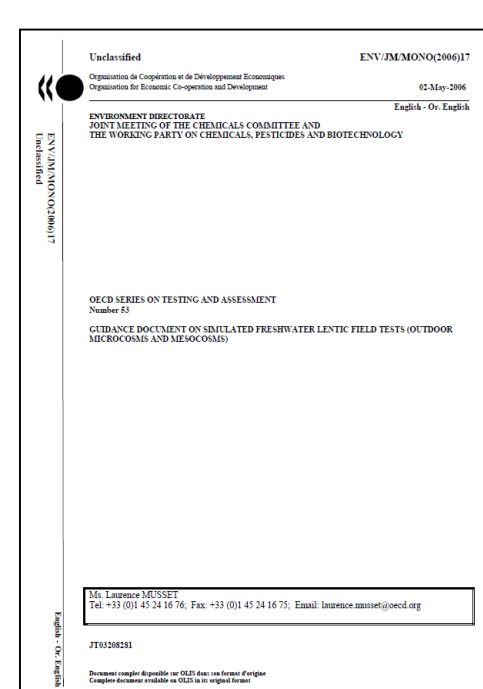 Unclassified
ENV/JM/MONO(2006)17
Organisation de Coopération et de Développement Economiques
Organisation for Economic Co-operation and Development
02-May-2006
English - Or. English
ENVIRONMENT DIRECTORATE
JOINT MEETING OF THE CHEMICALS COMMITTEE AND
THE WORKING PARTY ON CHEMICALS, PESTICIDES AND BIOTECHNOLOGY
ENV/JM/MONO(2006)17
Unclassified
OECD SERIES ON TESTING AND ASSESSMENT
Number 53
GUIDANCE DOCUMENT ON SIMULATED FRESHWATER LENTIC FIELD TESTS (OUTDOOR
MICROCOSMS AND MESOCOSMS)
Ms. Laurence MUSSET
Tel: +33 (0)1 45 24 16 76; Fax: +33 (0)1 45 24 16 75; Email: laurence.musset@oecd.org
English - Or. English
JT03208281
Document complet disponible sur OLIS dans son format d'origine
Complete document available on OLIS in its original format